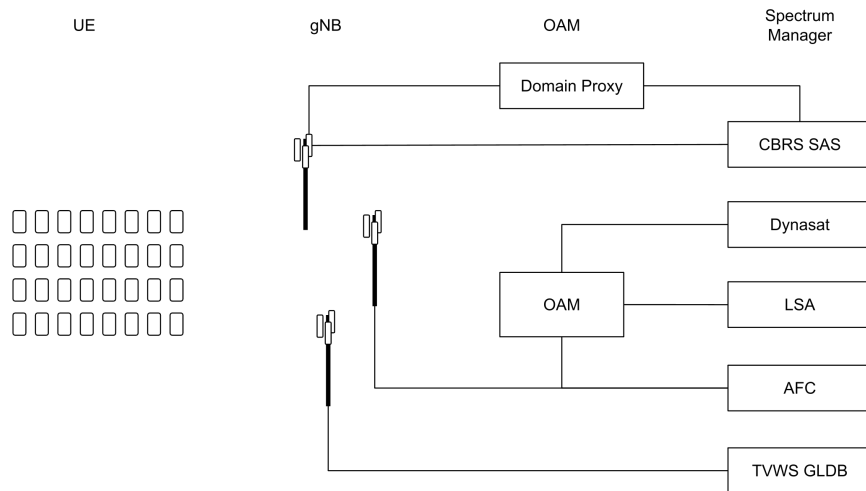 UE
gNB
OAM
Spectrum
Manager
Domain Proxy
CBRS SAS
Dynasat
OAM
LSA
AFC
TVWS GLDB